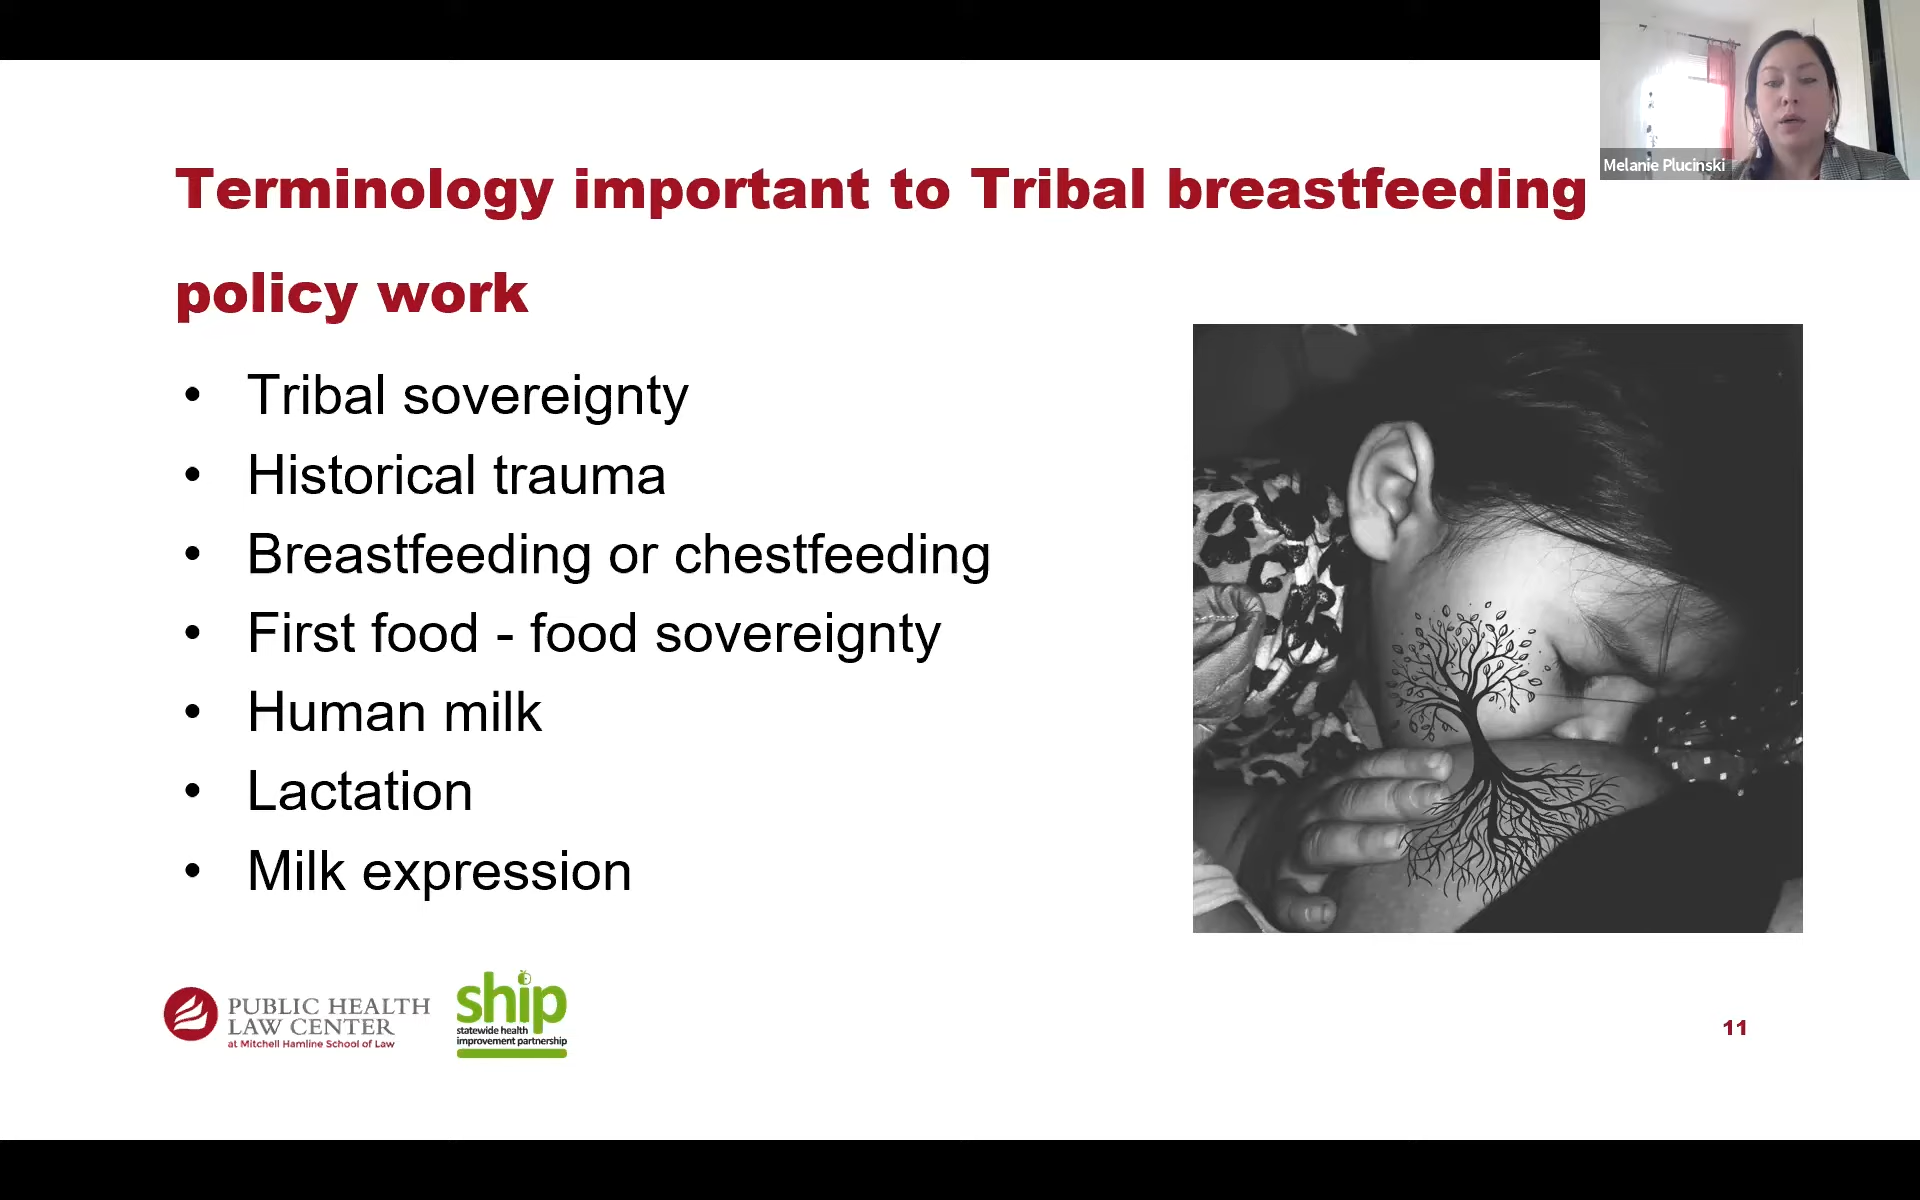 Melanie Plucinski
Terminology important to Tribal breastfeeding
policy work
• Tribal sovereignty
• Historical trauma
• Breastfeeding or chestfeeding
• First food - food sovereignty
• Human milk
• Lactation
• Milk expression
PUBLIC HEALTH
LAW CENTER
at Mitchell Hamline School of Law
ship
statewide health
improvement partnership
11